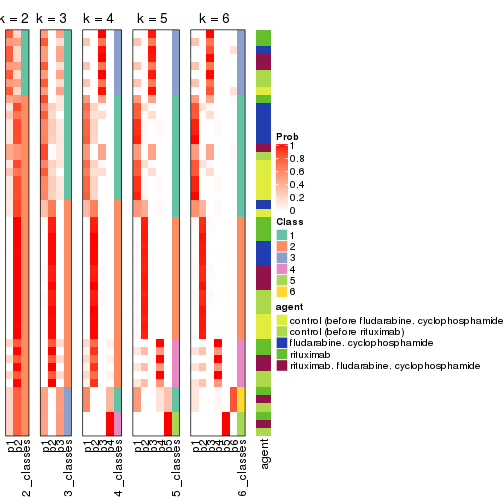 k = 2 k = 3 k = 4 k = 5 k = 6
Prob
1
0.8
0.6
0.4
0.2
0
Class
1
2
3
4
5
6
agent
control (before fludarabine. cyclophosphamide
control (before rituximab)
fludarabine. cyclophosphamide
rituximab
rituximab. fludarabine. cyclophosphamide
p1 p2 2_classes p1 p2 p3 3_classes p1 p2 p3 p4 4_classes p1 p2 p3 p4 p5 5_classes p1 p2 p3 p4 p5 p6 6_classes agent